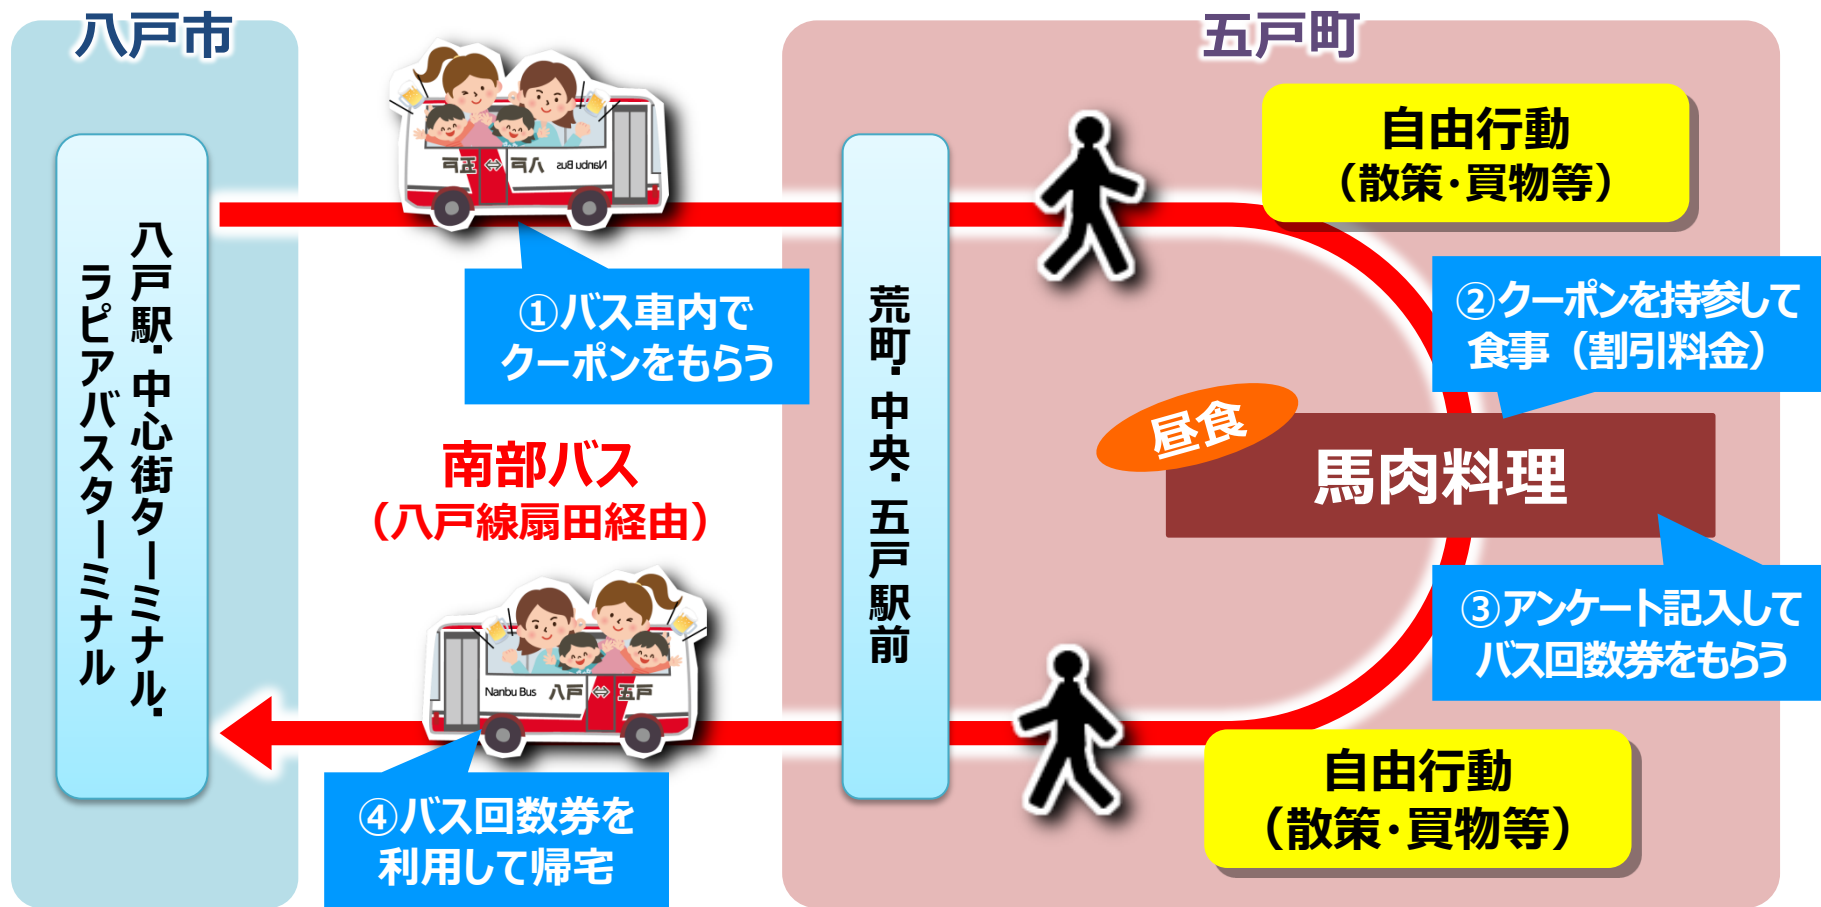 八戸市
五戸町
八戸駅・中心街ターミナル・
ラピアバスターミナル
Nanbu Bus 八戸⇔五戸
①バス車内で
クーポンをもらう
南部バス
（八戸線扇田経由）
荒町・中央・五戸駅前
自由行動
（散策・買物等）
②クーポンを持参して
食事（割引料金）
昼食
馬肉料理
③アンケート記入して
バス回数券をもらう
自由行動
（散策・買物等）
Nanbu Bus 八戸⇔五戸
④バス回数券を
利用して帰宅